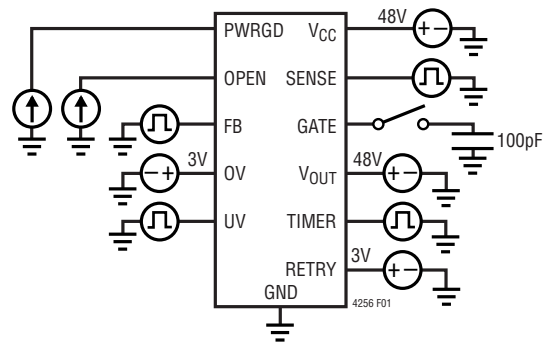 48V
PWRGD VCC
OPEN SENSE
FB GATE
100pF
3V 48V
OV VOUT
UV TIMER
3V
RETRY
GND
4256 F01